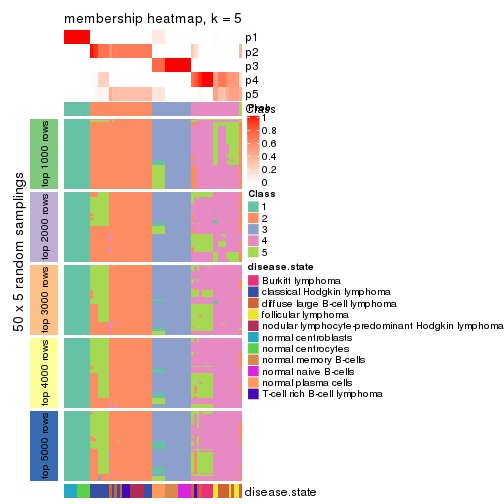 membership heatmap, k = 5
p1
p2
p3
p4
p5
Class
Prob
1
0.8
0.6
0.4
0.2
0
Class
1
2
3
4
5
disease.state
Burkitt lymphoma
classical Hodgkin lymphoma
diffuse large B-cell lymphoma
follicular lymphoma
nodular lymphocyte-predominant Hodgkin lymphoma
normal centroblasts
normal centrocytes
normal memory B-cells
normal naive B-cells
normal plasma cells
T-cell rich B-cell lymphoma
50 x 5 random samplings
top 1000 rows
top 2000 rows
top 3000 rows
top 4000 rows
top 5000 rows
disease.state